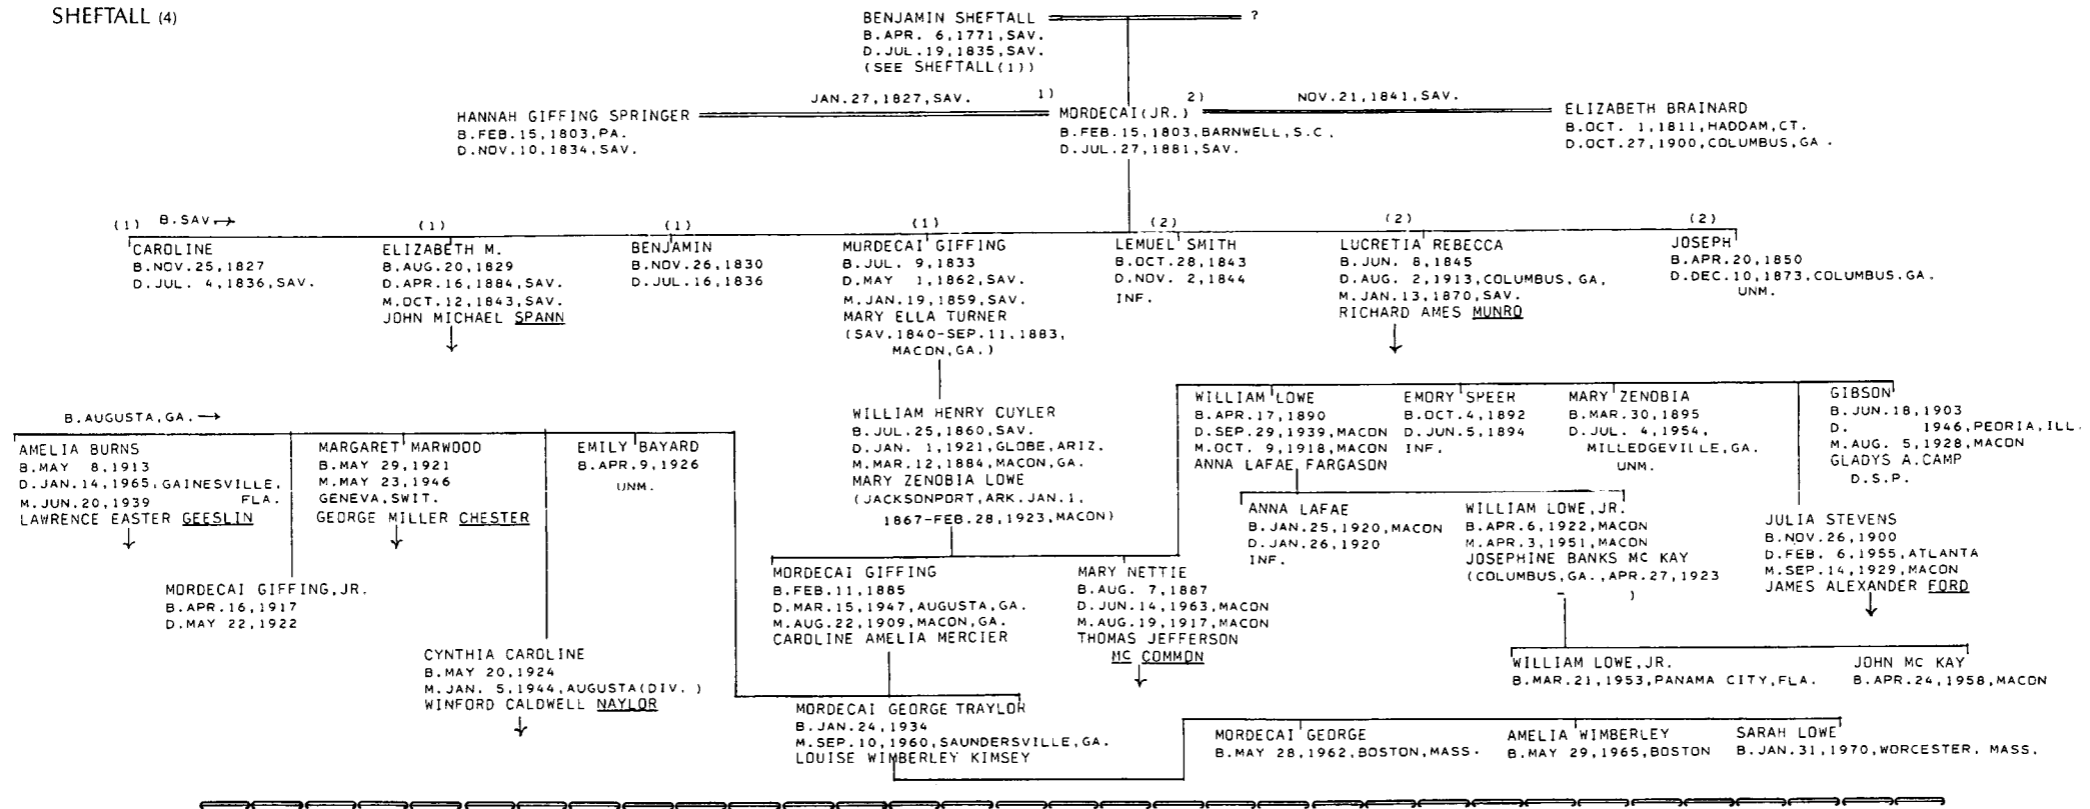 SHEFTALL (4)
BENJAMIN SHEFTALL ?
B.APR. 6,1771,SAV.
D.JUL.19,1835,SAV.
(SEE SHEFTALL(1))
HANNAH GIFFING SPRINGER
B.FEB.15,1803,PA.
D.NOV.10,1834,SAV.
JAN.27,1827,SAV. 1)
MORDECAI(JR.)
B.FEB.15,1803,BARNWELL,S.C.
D.JUL.27,1881,SAV.
2) NOV.21,1841,SAV.
ELIZABETH BRAINARD
B.OCT. 1,1811,HADDAM,CT.
D.OCT.27,1900,COLUMBUS,GA.
(1) B.SAV→
CAROLINE
B.NOV.25,1827
D.JUL. 4,1836,SAV.
(1)
ELIZABETH M.
B.AUG.20,1829
D.APR.16,1884,SAV.
M.OCT.12,1843,SAV.
JOHN MICHAEL SPANN
(1)
BENJAMIN
B.NOV.26,1830
D.JUL.16,1836
(1)
MURDECAI GIFFING
B.JUL. 9,1833
D.MAY 1,1862,SAV.
M.JAN.19,1859,SAV.
MARY ELLA TURNER
(SAV.1840-SEP.11,1883,
MACON,GA.)
(2)
LEMUEL SMITH
B.OCT.28,1843
D.NOV. 2,1844
INF.
(2)
LUCRETIA REBECCA
B.JUN. 8,1845
D.AUG. 2,1913,COLUMBUS,GA,
M.JAN.13,1870,SAV.
RICHARD AMES MUNRO
(2)
JOSEPH
B.APR.20,1850
D.DEC.10,1873,COLUMBUS.GA.
UNM.
WILLIAM HENRY CUYLER
B.JUL.25,1860,SAV.
D.JAN. 1,1921,GLOBE,ARIZ.
M.MAR.12,1884,MACON,GA.
MARY ZENOBIA LOWE
(JACKSONPORT,ARK.JAN.1,
1867-FEB.28,1923,MACON)
B.AUGUSTA,GA.→
AMELIA BURNS
B.MAY 8,1913
D.JAN.14,1965,GAINESVILLE,
FLA.
M.JUN.20,1939
LAWRENCE EASTER GEESLIN
MARGARET MARWOOD
B.MAY 29,1921
M.MAY 23,1946
GENEVA,SWIT.
GEORGE MILLER CHESTER
EMILY BAYARD
B.APR.9,1926
UNM.
MORDECAI GIFFING,JR.
B.APR.16,1917
D.MAY 22,1922
CYNTHIA CAROLINE
B.MAY 20,1924
M.JAN. 5,1944,AUGUSTA(DIV. )
WINFORD CALDWELL NAYLOR
MORDECAI GIFFING
B.FEB.11,1885
D.MAR.15,1947,AUGUSTA,GA.
M.AUG.22,1909,MACON,GA.
CAROLINE AMELIA MERCIER
MARY NETTIE
B.AUG. 7,1887
D.JUN.14,1963,MACON
M.AUG.19,1917,MACON
THOMAS JEFFERSON
MC COMMON
WILLIAM LOWE
B.APR.17,1890
D.SEP.29,1939,MACON
M.OCT. 9,1918,MACON
ANNA LAFAE FARGASON
EMORY SPEER
B.OCT.4,1892
D.JUN.5,1894
INF.
MARY ZENOBIA
B.MAR.30,1895
D.JUL. 4,1954,
MILLEDGEVILLE,GA.
UNM.
GIBSON
B.JUN.18,1903
D. 1946,PEORIA,ILL.
M.AUG. 5,1928,MACON
GLADYS A.CAMP
D.S.P.
ANNA LAFAE
B.JAN.25,1920,MACON
D.JAN.26,1920
INF.
WILLIAM LOWE,JR.
B.APR.6,1922,MACON
M.APR.3,1951,MACON
JOSEPHINE BANKS MC KAY
(COLUMBUS,GA.,APR.27,1923
- )
JULIA STEVENS
B.NOV.26,1900
D.FEB. 6,1955,ATLANTA
M.SEP.14,1929,MACON
JAMES ALEXANDER FORD
WILLIAM LOWE,JR.
B.MAR.21,1953,PANAMA CITY,FLA.
JOHN MC KAY
B.APR.24,1958,MACON
MORDECAI GEORGE TRAYLOR
B.JAN.24,1934
M.SEP.10,1960,SAUNDERSVILLE,GA.
LOUISE WIMBERLEY KIMSEY
MORDECAI GEORGE
B.MAY 28,1962,BOSTON,MASS.
AMELIA WIMBERLEY
B.MAY 29,1965,BOSTON
SARAH LOWE
B.JAN.31,1970,WORCESTER, MASS.